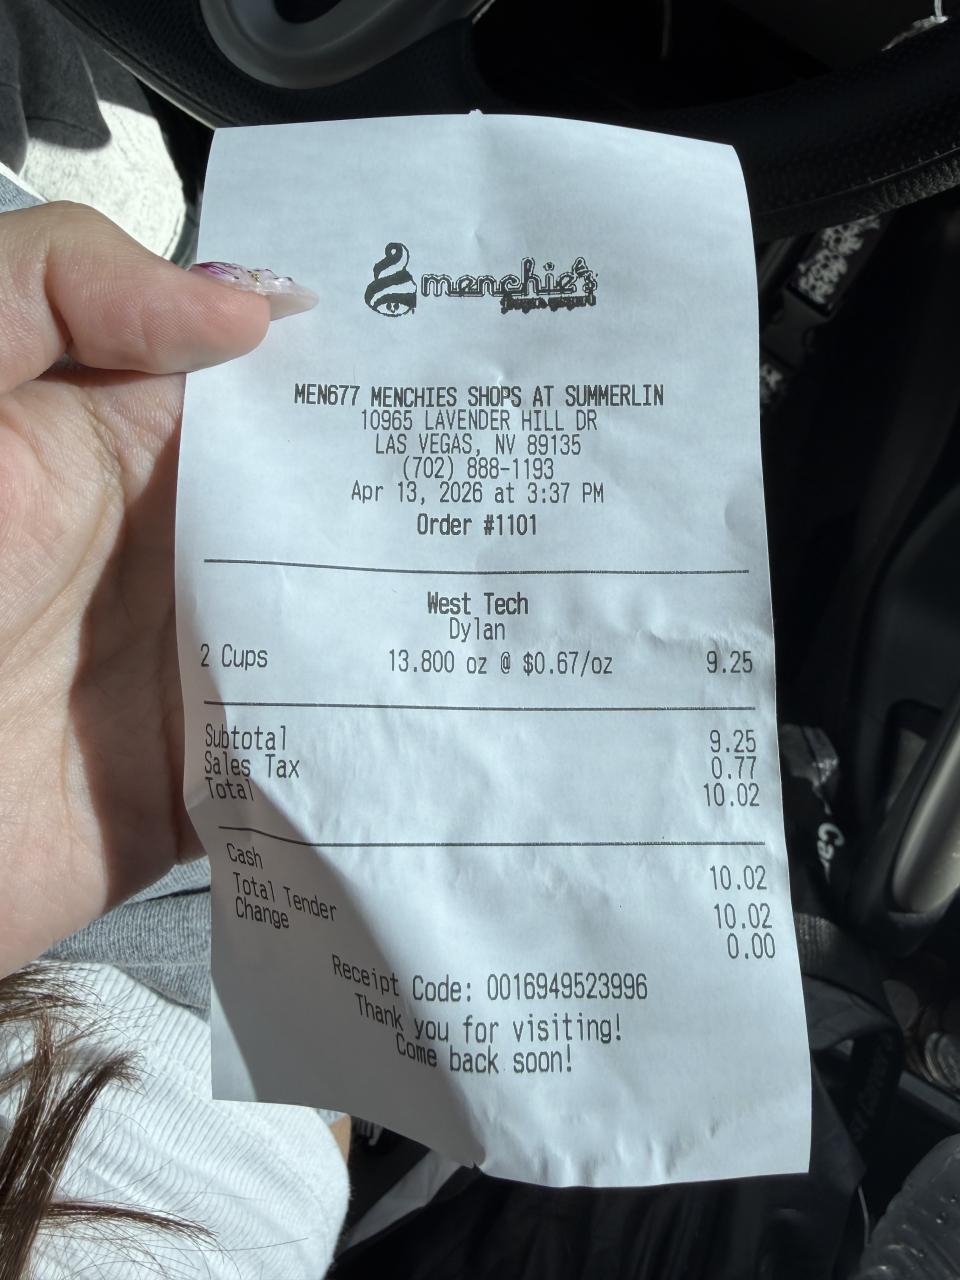 menchie's
MEN677 MENCHIES SHOPS AT SUMMERLIN
10965 LAVENDER HILL DR
LAS VEGAS, NV 89135
(702) 888-1193
Apr 13, 2026 at 3:37 PM
Order #1101
West Tech
Dylan
2 Cups 13.800 oz @ $0.67/oz 9.25
Subtotal 9.25
Sales Tax 0.77
Total 10.02
Cash 10.02
Total Tender 10.02
Change 0.00
Receipt Code: 0016949523996
Thank you for visiting!
Come back soon!